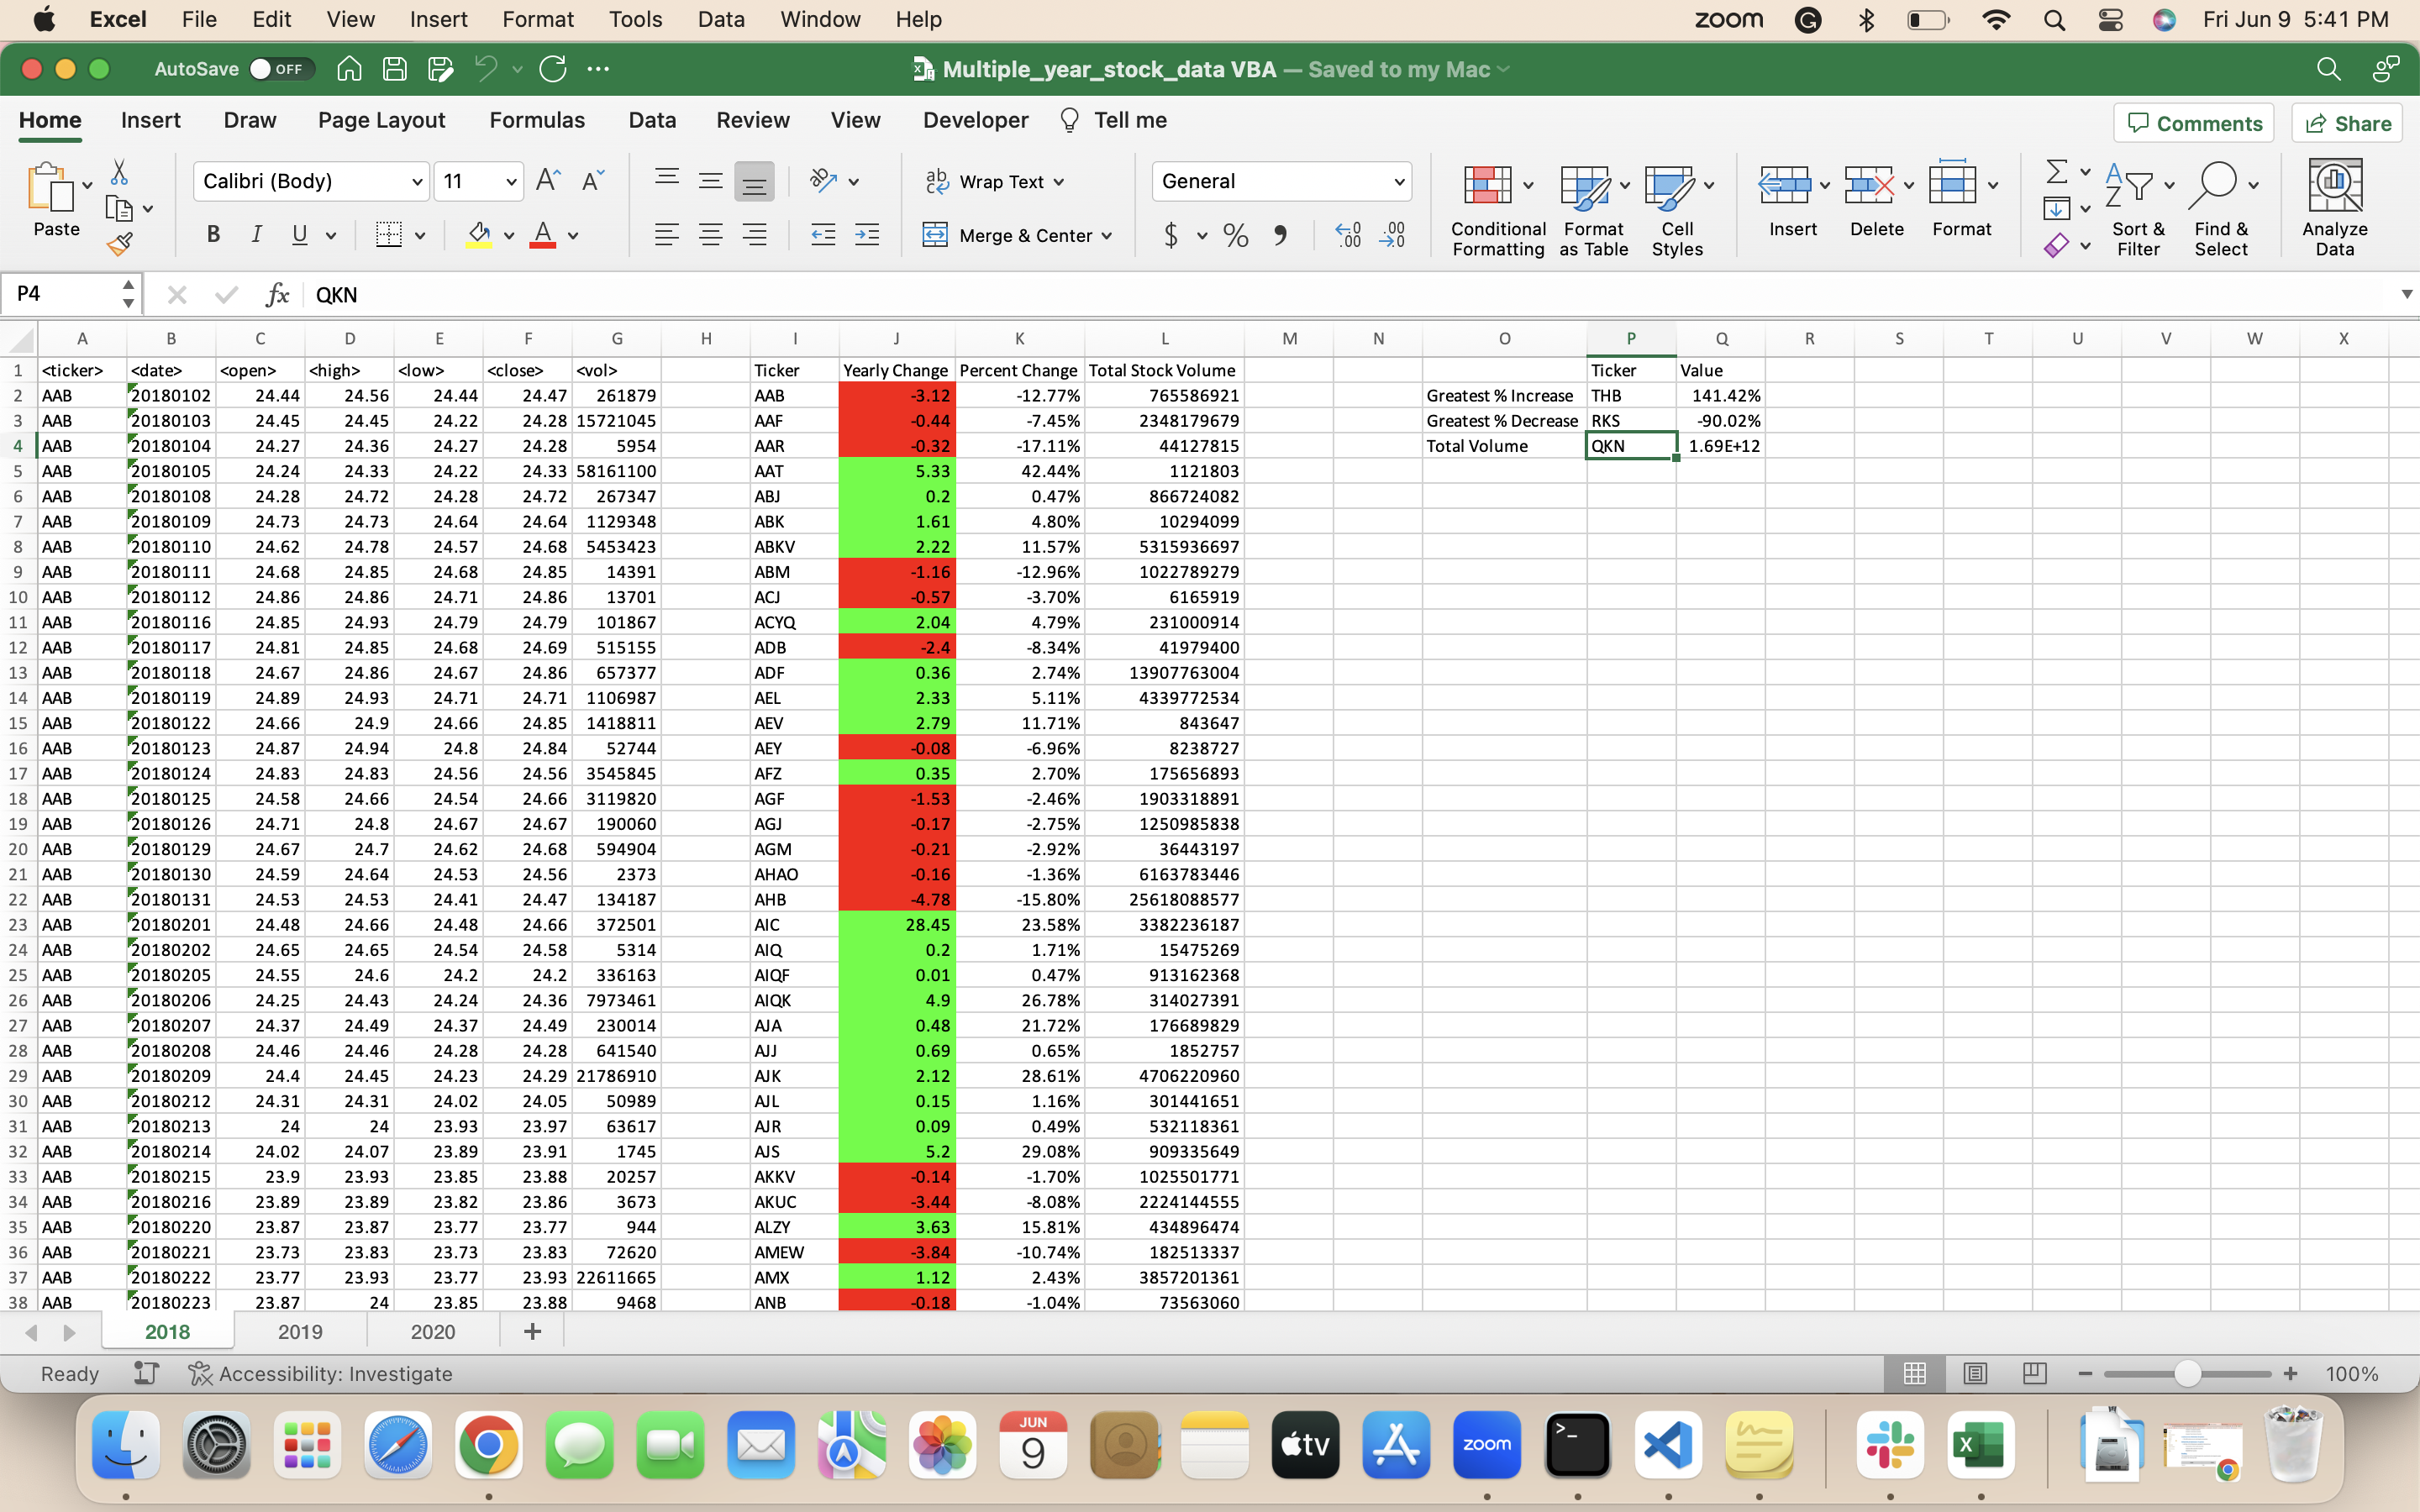 Excel File Edit View Insert Format Tools Data Window Help zoom Fri Jun 9 5:41 PM
AutoSave OFF Multiple_year_stock_data VBA — Saved to my Mac
Home Insert Draw Page Layout Formulas Data Review View Developer Tell me Comments Share
Calibri (Body) 11 Wrap Text General
Paste B I U Merge & Center $ % Conditional Formatting Format as Table Cell Styles Insert Delete Format Sort & Filter Find & Select Analyze Data
P4 fx QKN
A B C D E F G H I J K L M N O P Q R S T U V W X
1 <ticker> <date> <open> <high> <low> <close> <vol> Ticker Yearly Change Percent Change Total Stock Volume Ticker Value
2 AAB 20180102 24.44 24.56 24.44 24.47 261879 AAB -3.12 -12.77% 765586921 Greatest % Increase THB 141.42%
3 AAB 20180103 24.45 24.45 24.22 24.28 15721045 AAF -0.44 -7.45% 2348179679 Greatest % Decrease RKS -90.02%
4 AAB 20180104 24.27 24.36 24.27 24.28 5954 AAR -0.32 -17.11% 44127815 Total Volume QKN 1.69E+12
5 AAB 20180105 24.24 24.33 24.22 24.33 58161100 AAT 5.33 42.44% 1121803
6 AAB 20180108 24.28 24.72 24.28 24.72 267347 ABJ 0.2 0.47% 866724082
7 AAB 20180109 24.73 24.73 24.64 24.64 1129348 ABK 1.61 4.80% 10294099
8 AAB 20180110 24.62 24.78 24.57 24.68 5453423 ABKV 2.22 11.57% 5315936697
9 AAB 20180111 24.68 24.85 24.68 24.85 14391 ABM -1.16 -12.96% 1022789279
10 AAB 20180112 24.86 24.86 24.71 24.86 13701 ACJ -0.57 -3.70% 6165919
11 AAB 20180116 24.85 24.93 24.79 24.79 101867 ACYQ 2.04 4.79% 231000914
12 AAB 20180117 24.81 24.85 24.68 24.69 515155 ADB -2.4 -8.34% 41979400
13 AAB 20180118 24.67 24.86 24.67 24.86 657377 ADF 0.36 2.74% 13907763004
14 AAB 20180119 24.89 24.93 24.71 24.71 1106987 AEL 2.33 5.11% 4339772534
15 AAB 20180122 24.66 24.9 24.66 24.85 1418811 AEV 2.79 11.71% 843647
16 AAB 20180123 24.87 24.94 24.8 24.84 52744 AEY -0.08 -6.96% 8238727
17 AAB 20180124 24.83 24.83 24.56 24.56 3545845 AFZ 0.35 2.70% 175656893
18 AAB 20180125 24.58 24.66 24.54 24.66 3119820 AGF -1.53 -2.46% 1903318891
19 AAB 20180126 24.71 24.8 24.67 24.67 190060 AGJ -0.17 -2.75% 1250985838
20 AAB 20180129 24.67 24.7 24.62 24.68 594904 AGM -0.21 -2.92% 36443197
21 AAB 20180130 24.59 24.64 24.53 24.56 2373 AHAO -0.16 -1.36% 6163783446
22 AAB 20180131 24.53 24.53 24.41 24.47 134187 AHB -4.78 -15.80% 25618088577
23 AAB 20180201 24.48 24.66 24.48 24.66 372501 AIC 28.45 23.58% 3382236187
24 AAB 20180202 24.65 24.65 24.54 24.58 5314 AIQ 0.2 1.71% 15475269
25 AAB 20180205 24.55 24.6 24.2 24.2 336163 AIQF 0.01 0.47% 913162368
26 AAB 20180206 24.25 24.43 24.24 24.36 7973461 AIQK 4.9 26.78% 314027391
27 AAB 20180207 24.37 24.49 24.37 24.49 230014 AJA 0.48 21.72% 176689829
28 AAB 20180208 24.46 24.46 24.28 24.28 641540 AJJ 0.69 0.65% 1852757
29 AAB 20180209 24.4 24.45 24.23 24.29 21786910 AJK 2.12 28.61% 4706220960
30 AAB 20180212 24.31 24.31 24.02 24.05 50989 AJL 0.15 1.16% 301441651
31 AAB 20180213 24 24 23.93 23.97 63617 AJR 0.09 0.49% 532118361
32 AAB 20180214 24.02 24.07 23.89 23.91 1745 AJS 5.2 29.08% 909335649
33 AAB 20180215 23.9 23.93 23.85 23.88 20257 AKKV -0.14 -1.70% 1025501771
34 AAB 20180216 23.89 23.89 23.82 23.86 3673 AKUC -3.44 -8.08% 2224144555
35 AAB 20180220 23.87 23.87 23.77 23.77 944 ALZY 3.63 15.81% 434896474
36 AAB 20180221 23.73 23.83 23.73 23.83 72620 AMEW -3.84 -10.74% 182513337
37 AAB 20180222 23.77 23.93 23.77 23.93 22611665 AMX 1.12 2.43% 3857201361
38 AAB 20180223 23.87 24 23.85 23.88 9468 ANB -0.18 -1.04% 73563060
2018 2019 2020 +
Ready Accessibility: Investigate 100%
JUN 9 tv zoom